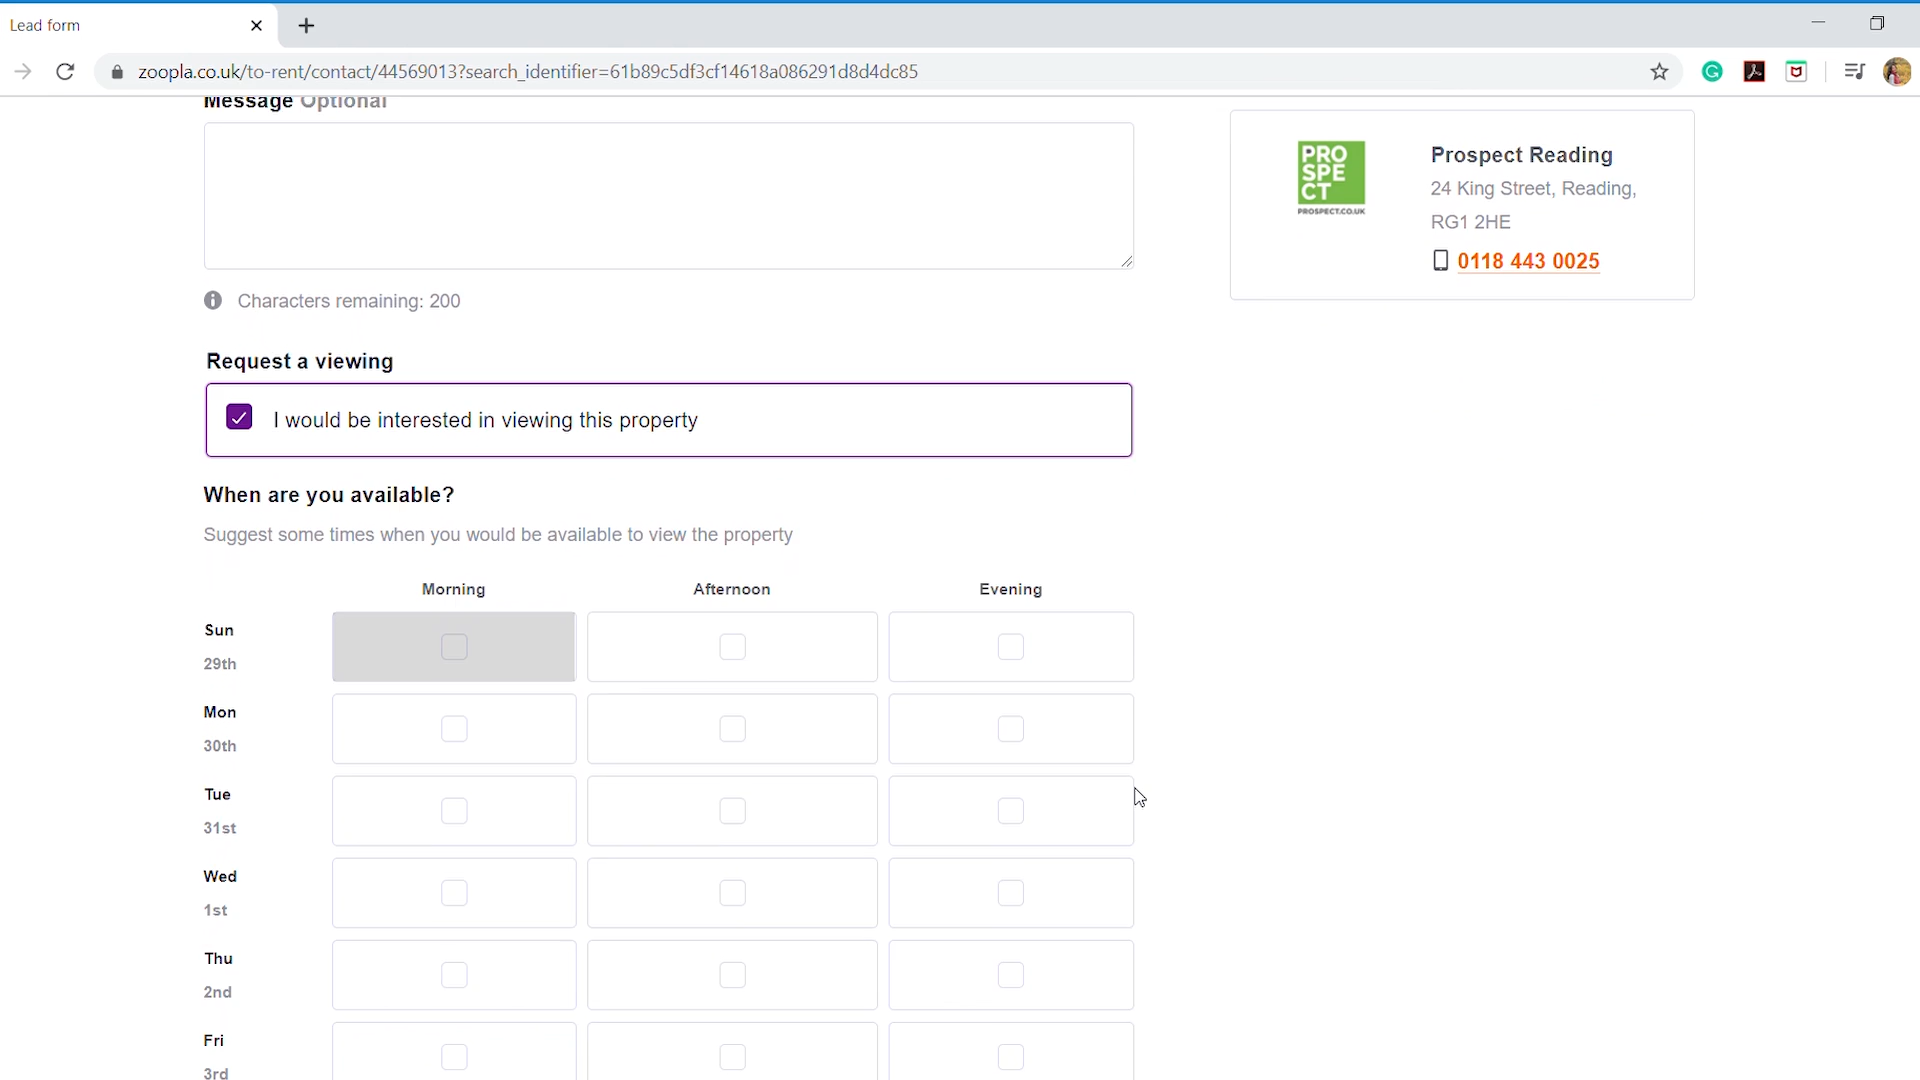 Lead form
zoopla.co.uk/to-rent/contact/44569013?search_identifier=61b89c5df3cf14618a086291d8d4dc85
Message Optional
Characters remaining: 200
Request a viewing
I would be interested in viewing this property
When are you available?
Suggest some times when you would be available to view the property
Morning Afternoon Evening
Sun
29th
Mon
30th
Tue
31st
Wed
1st
Thu
2nd
Fri
3rd
PRO
SPE
CT
PROSPECT.CO.UK
Prospect Reading
24 King Street, Reading,
RG1 2HE
0118 443 0025